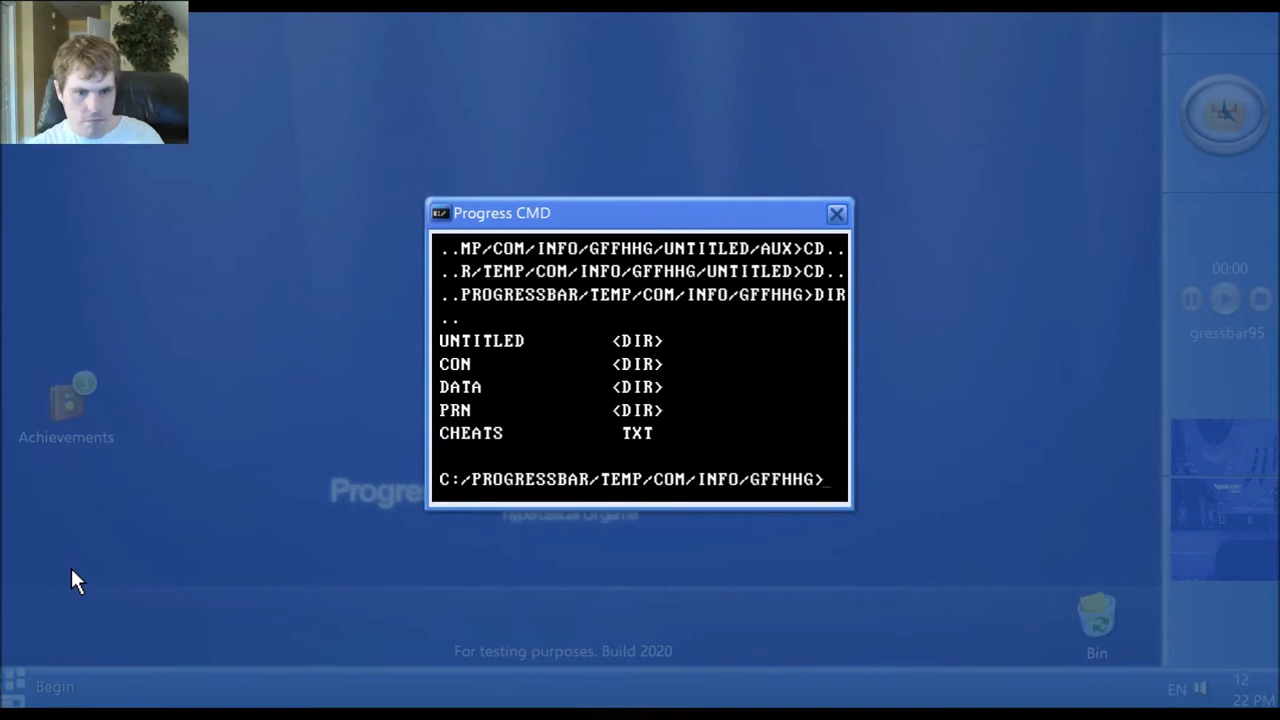 Progress CMD
..MP/COM/INFO/GFFHHG/UNTITLED/AUX>CD..
..R/TEMP/COM/INFO/GFFHHG/UNTITLED>CD..
..PROGRESSBAR/TEMP/COM/INFO/GFFHHG>DIR
..
UNTITLED <DIR>
CON <DIR>
DATA <DIR>
PRN <DIR>
CHEATS TXT
C:/PROGRESSBAR/TEMP/COM/INFO/GFFHHG>_
00:00
gressbar95
3
Achievements
Progre
For testing purposes. Build 2020
Bin
Begin
EN
12
22 PM